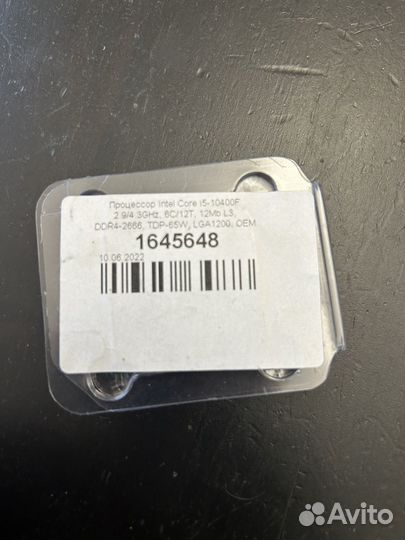 Процессор Intel Core i5-10400F
2.9/4.3GHz, 6C/12T, 12Mb L3,
DDR4-2666, TDP-65W, LGA1200, OEM
1645648
10.06.2022
Avito